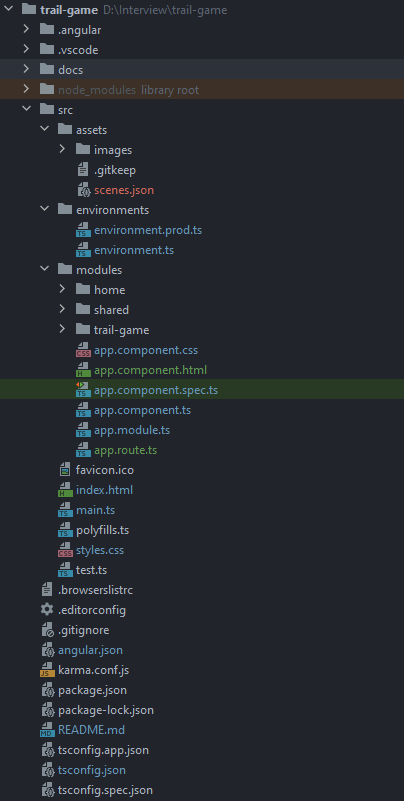 trail-game D:\Interview\trail-game
.angular
.vscode
docs
node_modules library root
src
assets
images
.gitkeep
scenes.json
environments
environment.prod.ts
environment.ts
modules
home
shared
trail-game
app.component.css
app.component.html
app.component.spec.ts
app.component.ts
app.module.ts
app.route.ts
favicon.ico
index.html
main.ts
polyfills.ts
styles.css
test.ts
.browserslistrc
.editorconfig
.gitignore
angular.json
karma.conf.js
package.json
package-lock.json
README.md
tsconfig.app.json
tsconfig.json
tsconfig.spec.json